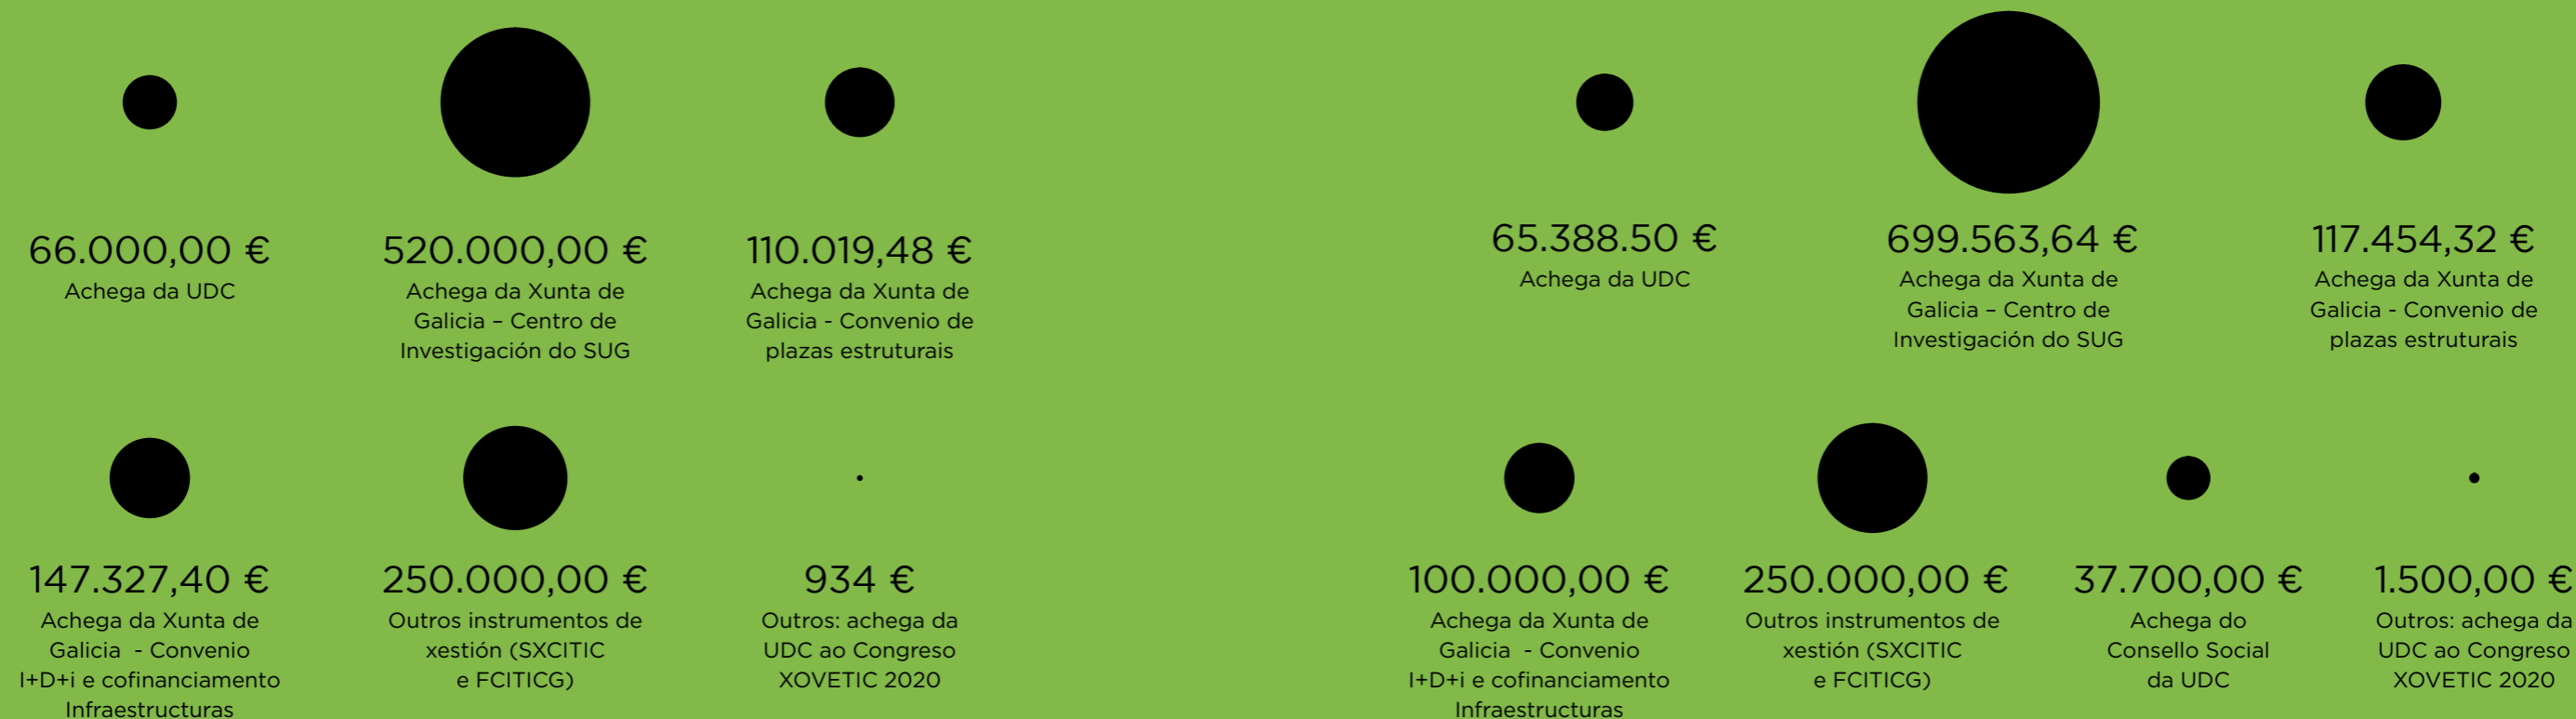 66.000,00 €
Achega da UDC
520.000,00 €
Achega da Xunta de
Galicia – Centro de
Investigación do SUG
110.019,48 €
Achega da Xunta de
Galicia - Convenio de
plazas estruturais
147.327,40 €
Achega da Xunta de
Galicia - Convenio
I+D+i e cofinanciamento
Infraestructuras
250.000,00 €
Outros instrumentos de
xestión (SXCITIC
e FCITICG)
934 €
Outros: achega da
UDC ao Congreso
XOVETIC 2020
65.388.50 €
Achega da UDC
699.563,64 €
Achega da Xunta de
Galicia – Centro de
Investigación do SUG
117.454,32 €
Achega da Xunta de
Galicia - Convenio de
plazas estruturais
100.000,00 €
Achega da Xunta de
Galicia - Convenio
I+D+i e cofinanciamento
Infraestructuras
250.000,00 €
Outros instrumentos de
xestión (SXCITIC
e FCITICG)
37.700,00 €
Achega do
Consello Social
da UDC
1.500,00 €
Outros: achega da
UDC ao Congreso
XOVETIC 2020